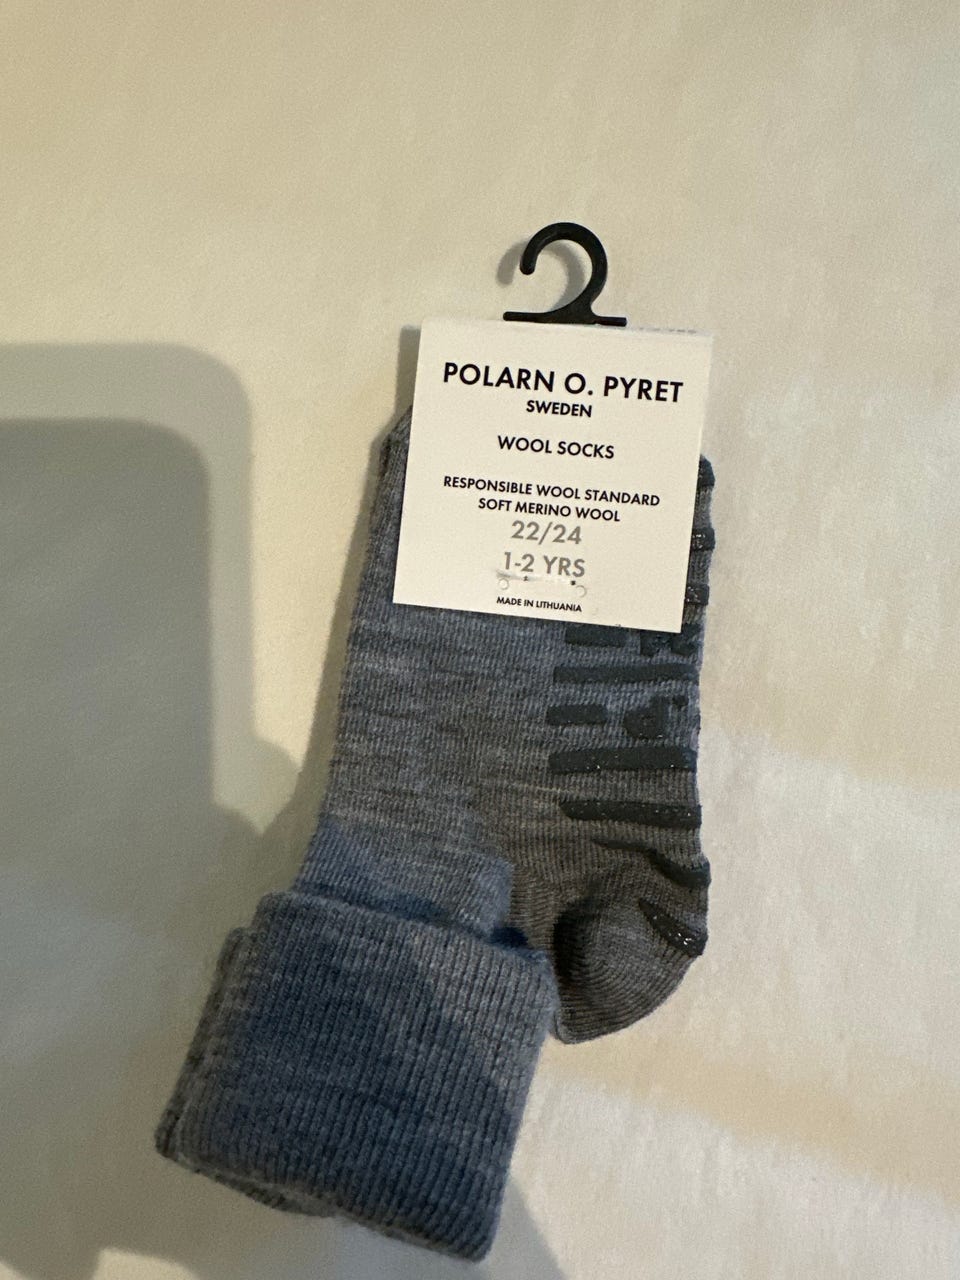 POLARN O. PYRET
SWEDEN
WOOL SOCKS
RESPONSIBLE WOOL STANDARD
SOFT MERINO WOOL
22/24
1-2 YRS
MADE IN LITHUANIA